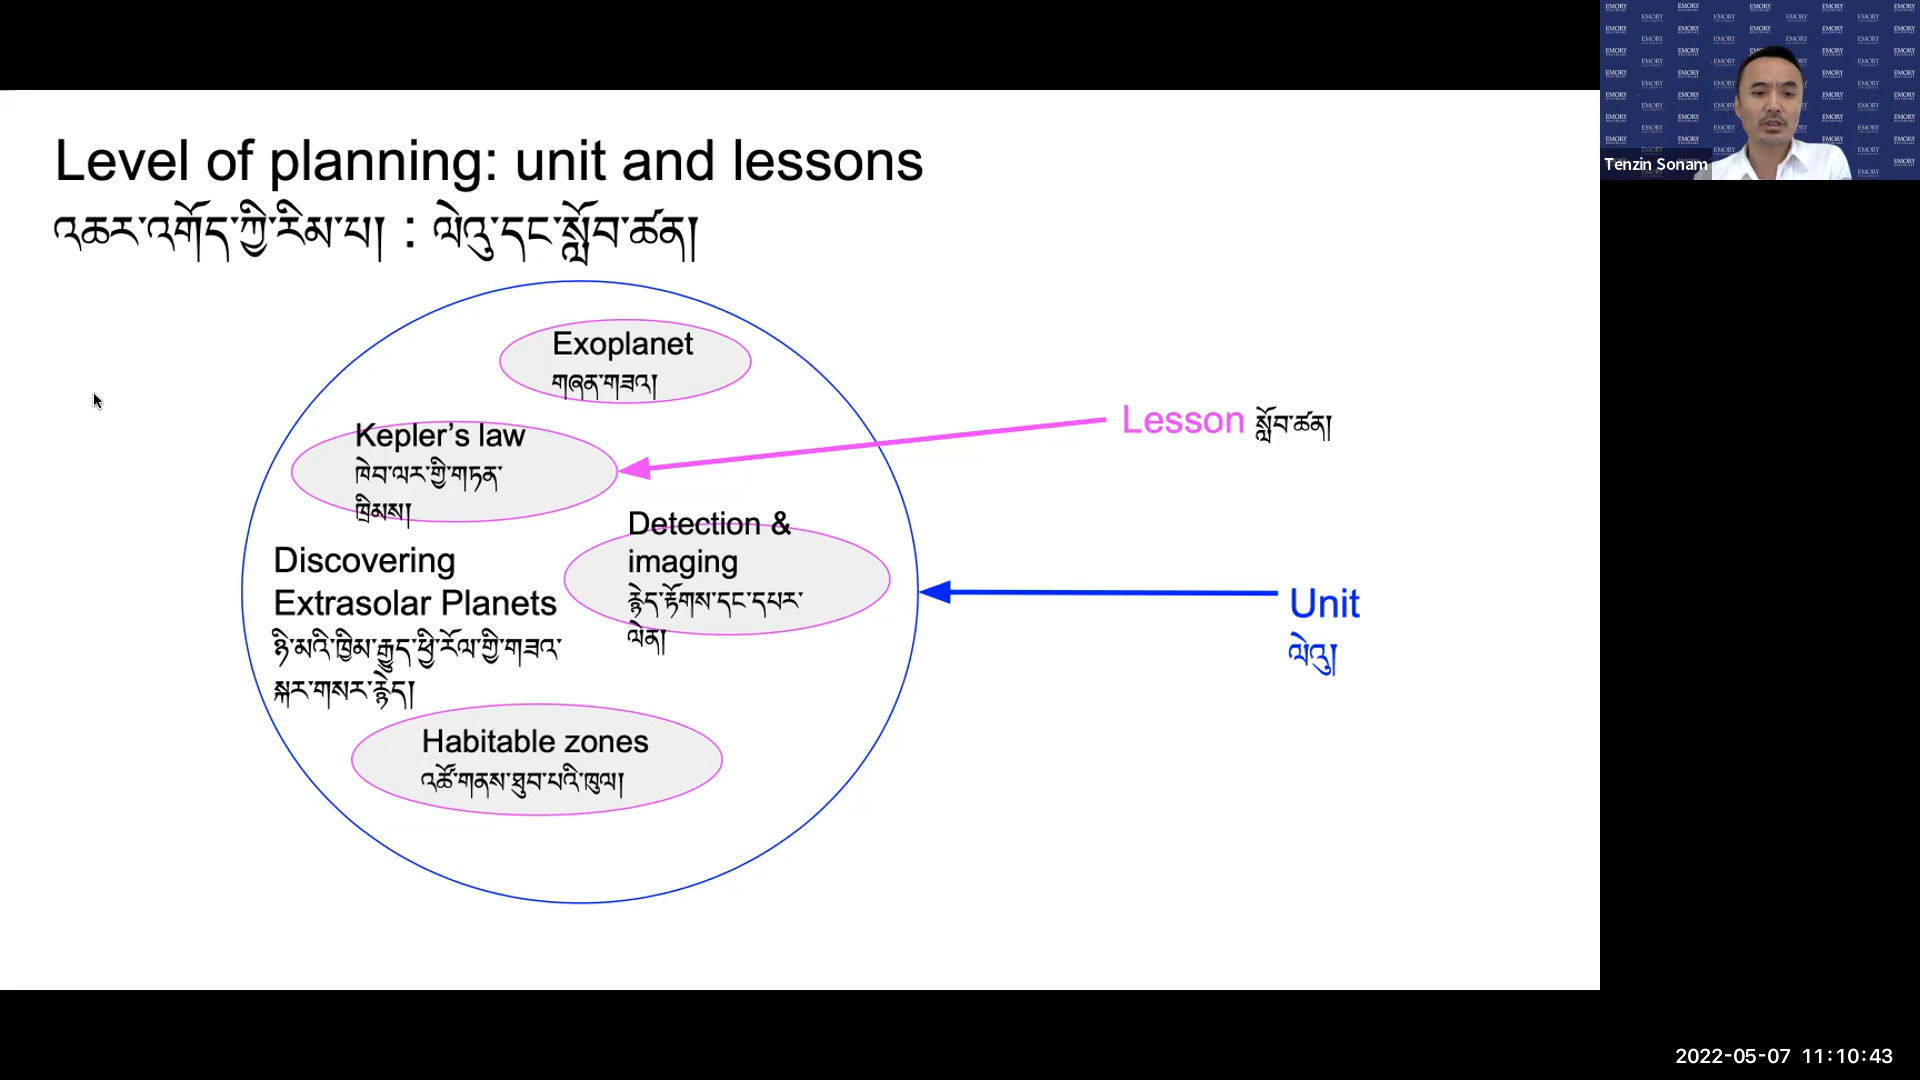 Level of planning: unit and lessons
འཆར་འགོད་ཀྱི་རིམ་པ། : ལེའུ་དང་སློབ་ཚན།
Exoplanet
གཞན་གཟའ།
Kepler’s law
ཁེབ་ལར་གྱི་གཏན་
ཁྲིམས།
Lesson སློབ་ཚན།
Detection &
imaging
རྙེད་རྟོགས་དང་དཔར་
ལེན།
Discovering
Extrasolar Planets
ཉི་མའི་ཁྱིམ་རྒྱུད་ཕྱི་རོལ་གྱི་གཟའ་
སྐར་གསར་རྙེད།
Unit
ལེའུ།
Habitable zones
འཚོ་གནས་ཐུབ་པའི་ཁུལ།
Tenzin Sonam
EMORY
2022-05-07 11:10:43